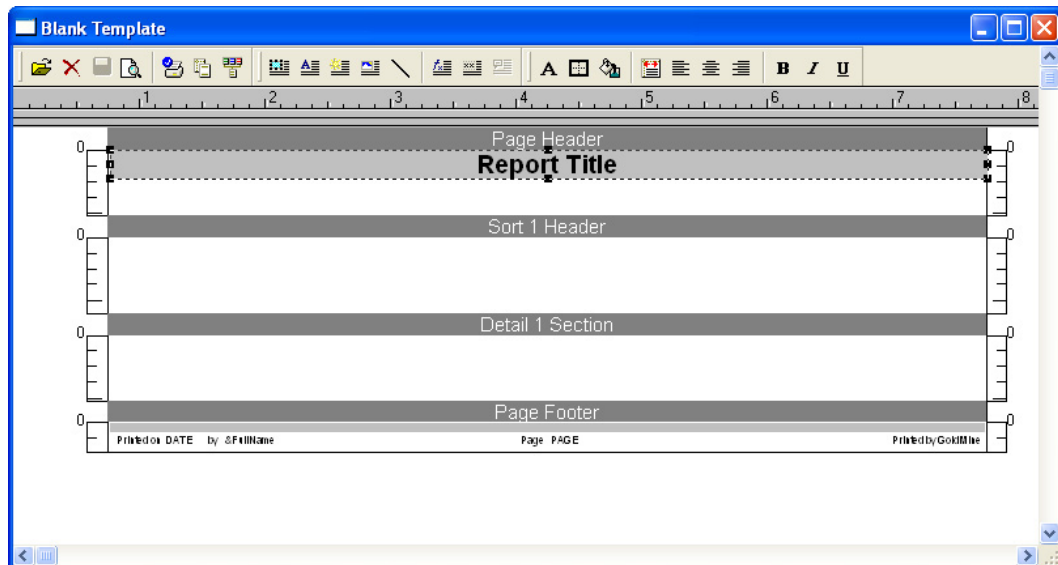 Blank Template
A B I U
1 2 3 4 5 6 7 8
Page Header
0 0
Report Title
Sort 1 Header
0 0
Detail 1 Section
0 0
Page Footer
0 0
Printed on DATE by &FullName Page PAGE Printed by GoldMine